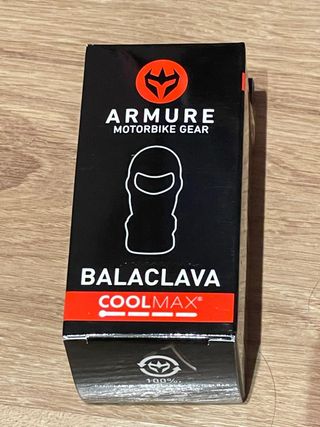 ARMURE
MOTORBIKE GEAR
BALACLAVA
COOLMAX®
100%